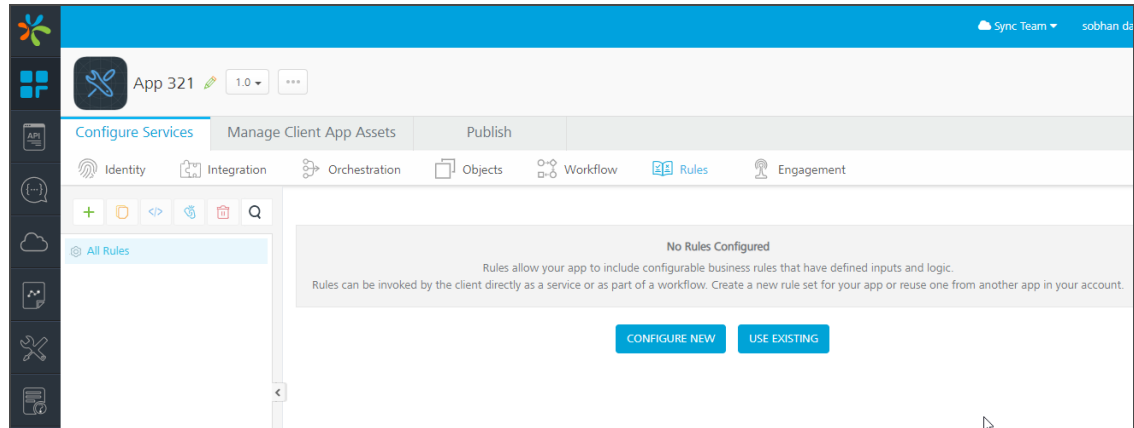 Sync Team
sobhan da
App 321
1.0
Configure Services
Manage Client App Assets
Publish
API
Identity
Integration
Orchestration
Objects
Workflow
Rules
Engagement
All Rules
No Rules Configured
Rules allow your app to include configurable business rules that have defined inputs and logic.
Rules can be invoked by the client directly as a service or as part of a workflow. Create a new rule set for your app or reuse one from another app in your account.
CONFIGURE NEW
USE EXISTING